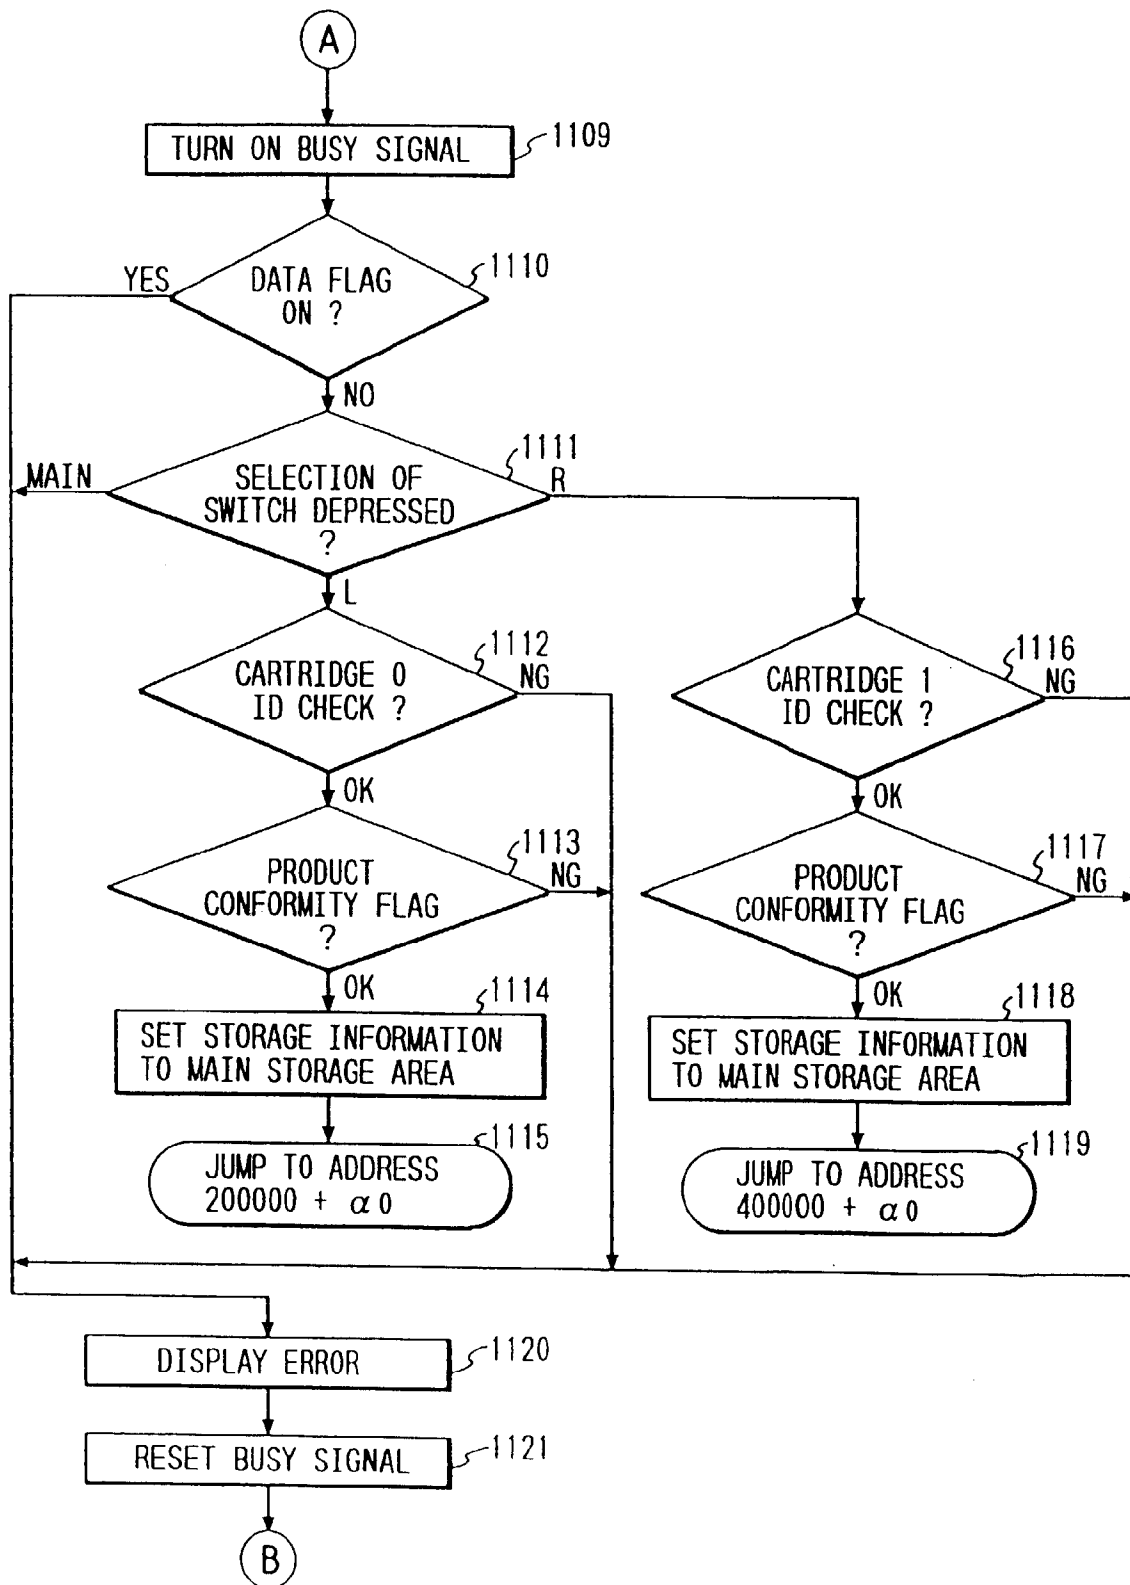 A
TURN ON BUSY SIGNAL
1109
DATA FLAG
ON ?
1110
YES
NO
SELECTION OF
SWITCH DEPRESSED
?
1111
MAIN
R
L
CARTRIDGE 0
ID CHECK ?
1112
NG
OK
CARTRIDGE 1
ID CHECK ?
1116
NG
OK
PRODUCT
CONFORMITY FLAG
?
1113
NG
OK
PRODUCT
CONFORMITY FLAG
?
1117
NG
OK
SET STORAGE INFORMATION
TO MAIN STORAGE AREA
1114
SET STORAGE INFORMATION
TO MAIN STORAGE AREA
1118
JUMP TO ADDRESS
200000 + α0
1115
JUMP TO ADDRESS
400000 + α0
1119
DISPLAY ERROR
1120
RESET BUSY SIGNAL
1121
B